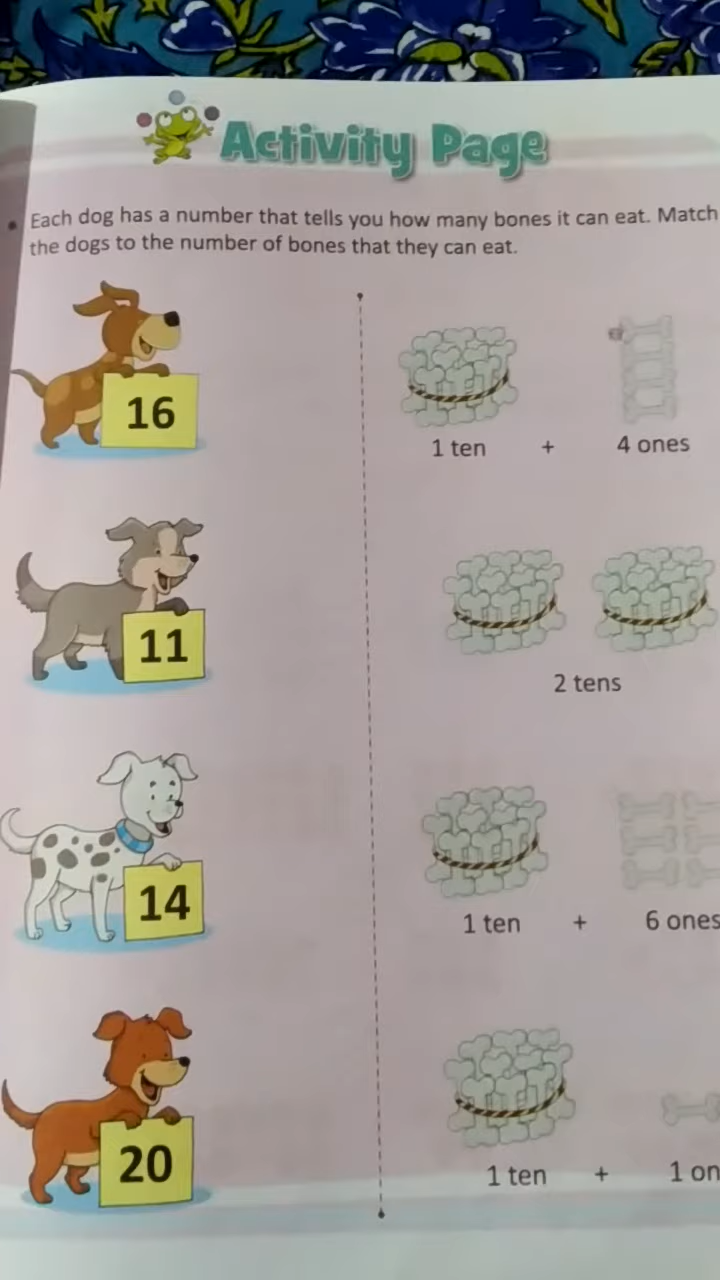 Activity Page
Each dog has a number that tells you how many bones it can eat. Match
the dogs to the number of bones that they can eat.
16
1 ten + 4 ones
11
2 tens
14
1 ten + 6 ones
20
1 ten + 1 on